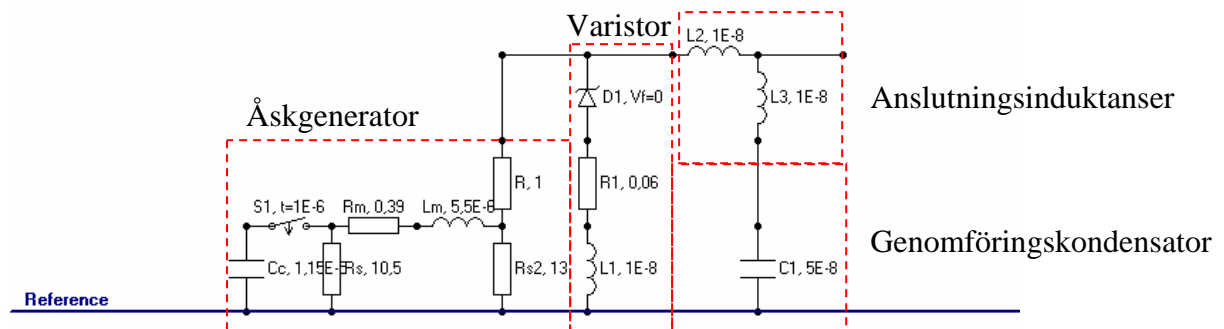 Varistor
L2, 1E-8
D1, Vf=0
L3, 1E-8
Anslutningsinduktanser
Åskgenerator
R, 1
R1, 0,06
S1, t=1E-6
Rm, 0,39
Lm, 5,5E-6
Genomföringskondensator
Cc, 1,15E-5
Rs, 10,5
Rs2, 13
L1, 1E-8
C1, 5E-8
Reference